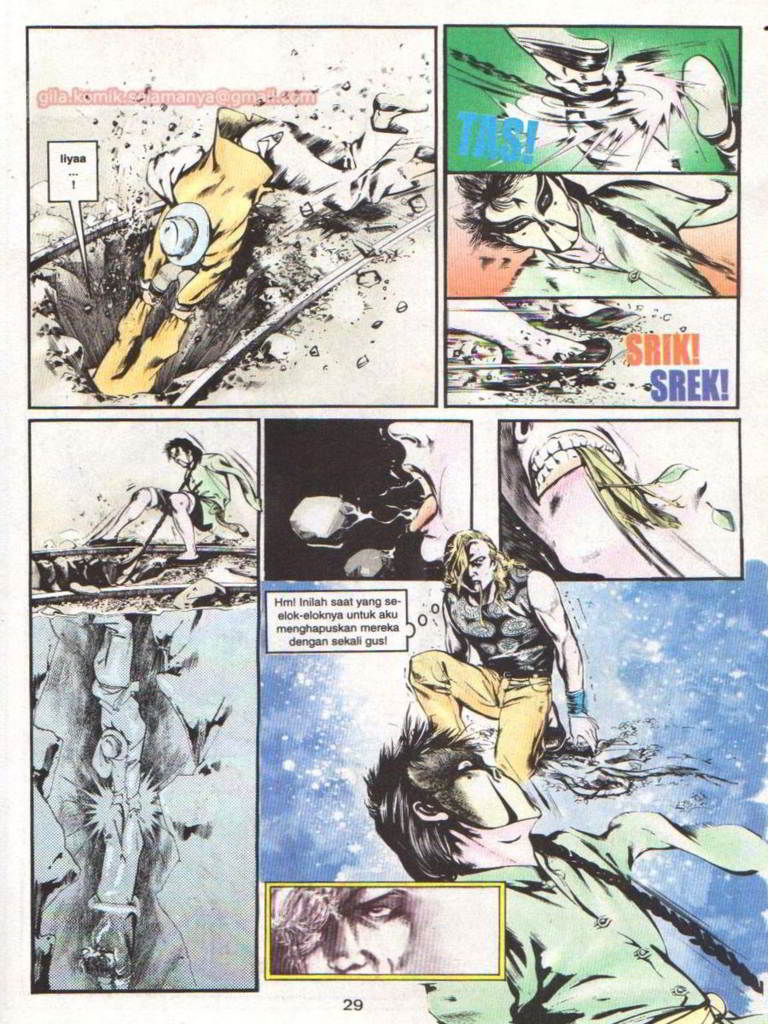 gila.komik.selamanya@gmail.com
Iiyaa
...
!
TAS!
SRIK!
SREK!
Hm! Inilah saat yang se-
elok-eloknya untuk aku
menghapuskan mereka
dengan sekali gus!
29